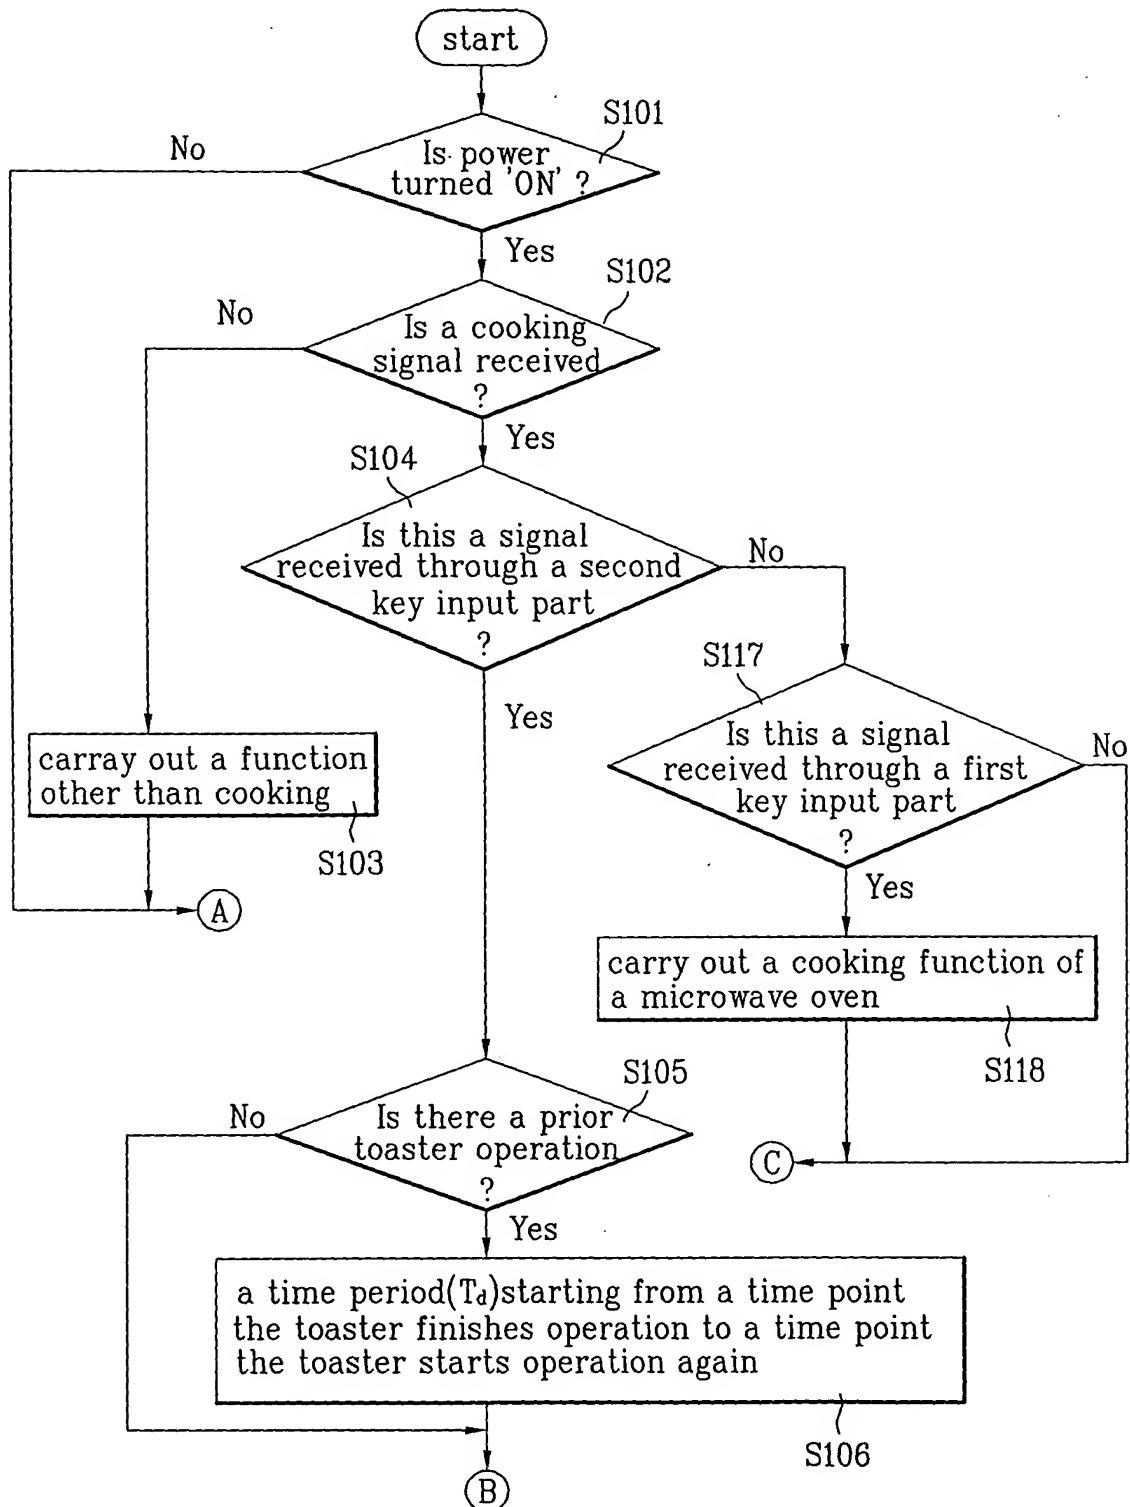 start
S101
No
Is power
turned 'ON' ?
Yes
S102
No
Is a cooking
signal received
?
Yes
S104
Is this a signal
received through a second
key input part
?
No
S117
Yes
Is this a signal
received through a first
key input part
?
No
carray out a function
other than cooking
S103
Yes
A
carry out a cooking function of
a microwave oven
S118
S105
No
Is there a prior
toaster operation
?
C
Yes
a time period(Td)starting from a time point
the toaster finishes operation to a time point
the toaster starts operation again
S106
B